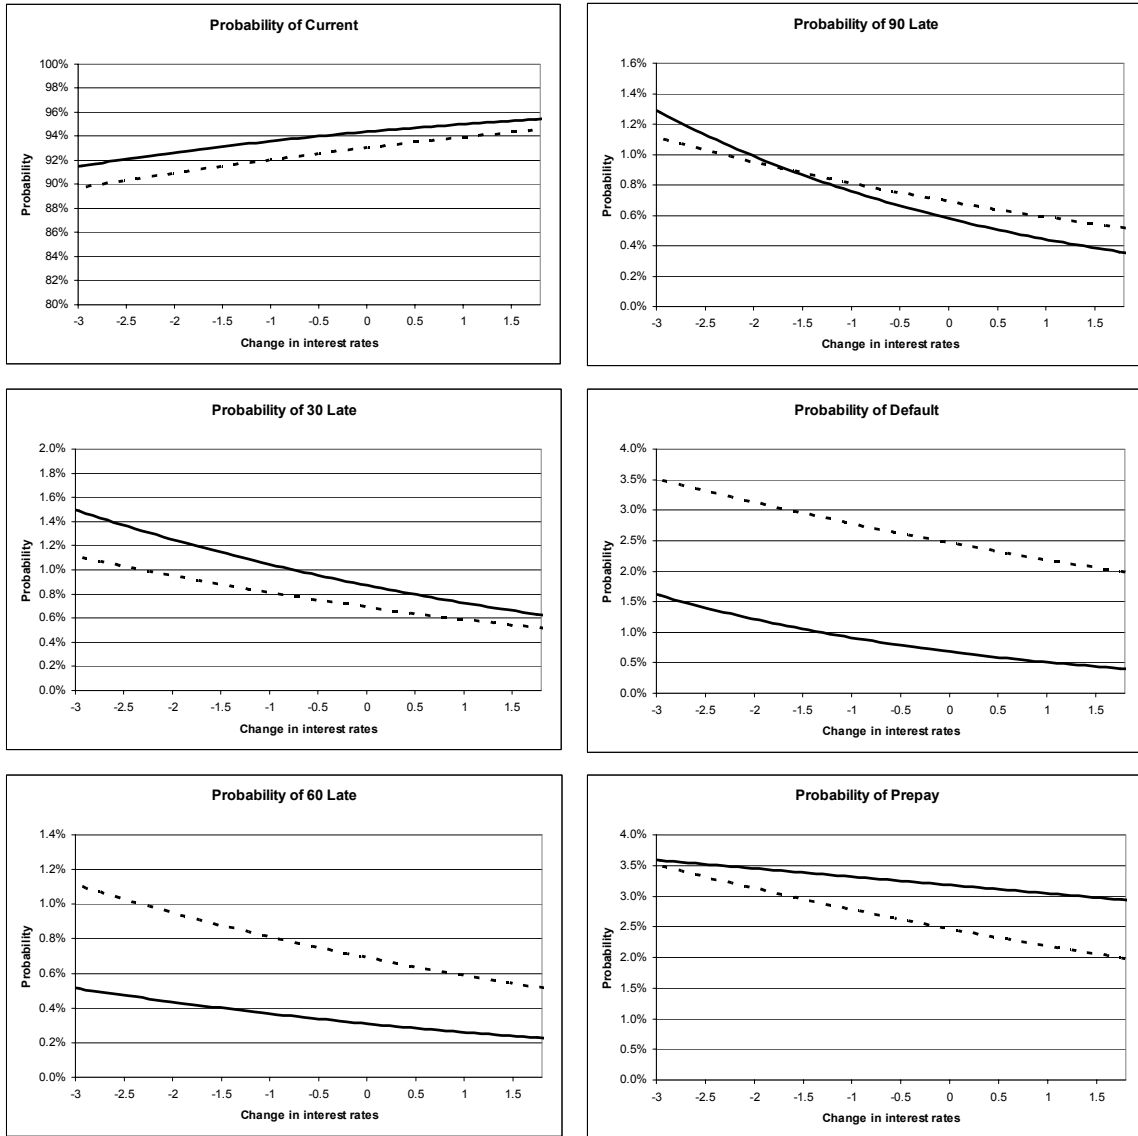 Probability of Current
100%
98%
96%
94%
92%
90%
88%
86%
84%
82%
80%
Probability
-3 -2.5 -2 -1.5 -1 -0.5 0 0.5 1 1.5
Change in interest rates
Probability of 90 Late
1.6%
1.4%
1.2%
1.0%
0.8%
0.6%
0.4%
0.2%
0.0%
Probability
-3 -2.5 -2 -1.5 -1 -0.5 0 0.5 1 1.5
Change in interest rates
Probability of 30 Late
2.0%
1.8%
1.6%
1.4%
1.2%
1.0%
0.8%
0.6%
0.4%
0.2%
0.0%
Probability
-3 -2.5 -2 -1.5 -1 -0.5 0 0.5 1 1.5
Change in interest rates
Probability of Default
4.0%
3.5%
3.0%
2.5%
2.0%
1.5%
1.0%
0.5%
0.0%
Probability
-3 -2.5 -2 -1.5 -1 -0.5 0 0.5 1 1.5
Change in interest rates
Probability of 60 Late
1.4%
1.2%
1.0%
0.8%
0.6%
0.4%
0.2%
0.0%
Probability
-3 -2.5 -2 -1.5 -1 -0.5 0 0.5 1 1.5
Change in interest rates
Probability of Prepay
4.0%
3.5%
3.0%
2.5%
2.0%
1.5%
1.0%
0.5%
0.0%
Probability
-3 -2.5 -2 -1.5 -1 -0.5 0 0.5 1 1.5
Change in interest rates